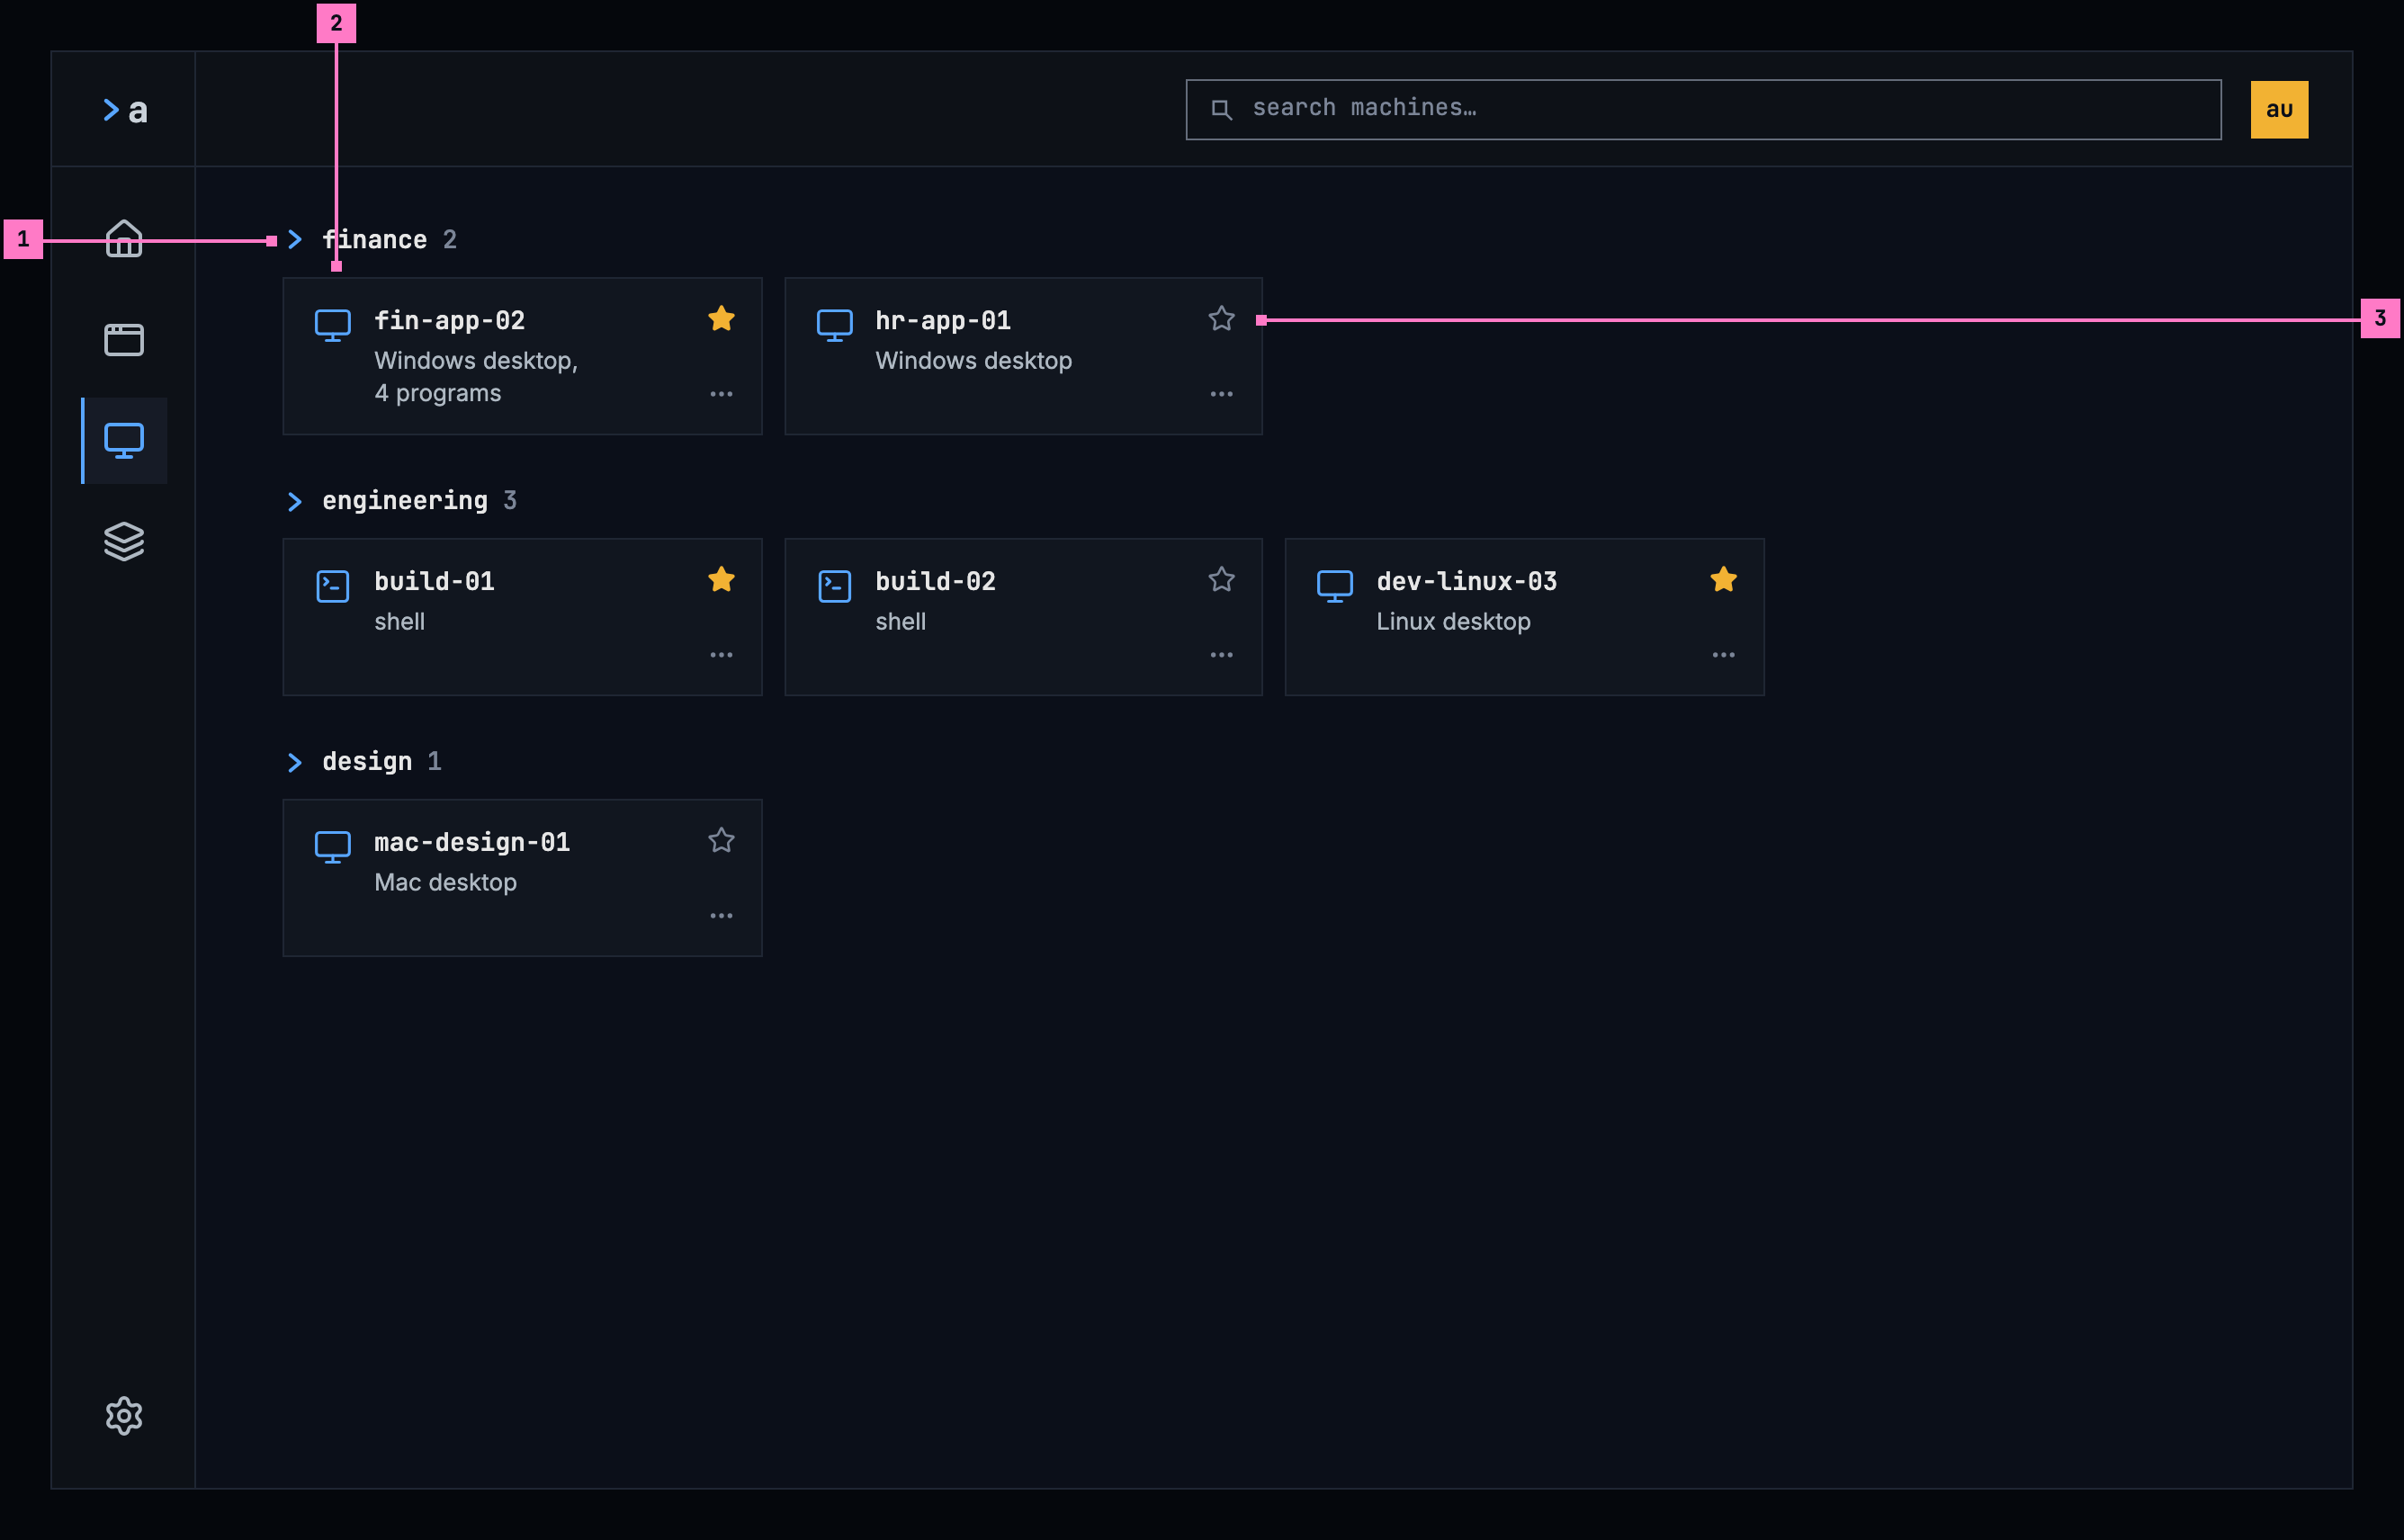 2
>a
search machines…
au
1
finance 2
fin-app-02
Windows desktop,
4 programs
hr-app-01
Windows desktop
3
engineering 3
build-01
shell
build-02
shell
dev-linux-03
Linux desktop
design 1
mac-design-01
Mac desktop